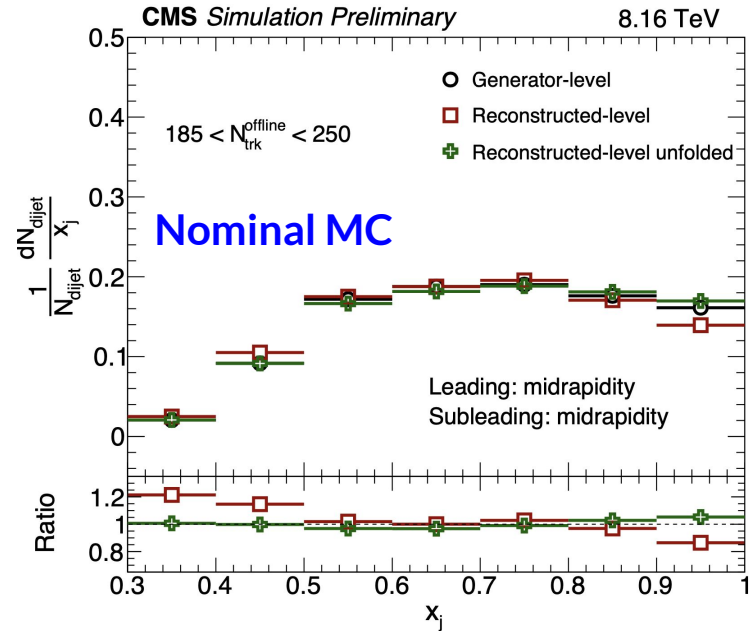 CMS Simulation Preliminary 8.16 TeV
185 < N_trk^offline < 250
Generator-level
Reconstructed-level
Reconstructed-level unfolded
Nominal MC
Leading: midrapidity
Subleading: midrapidity
1/N_dijet dN_dijet/x_j
0.5
0.4
0.3
0.2
0.1
0
Ratio
1.2
1
0.8
0.3 0.4 0.5 0.6 0.7 0.8 0.9 1
x_j